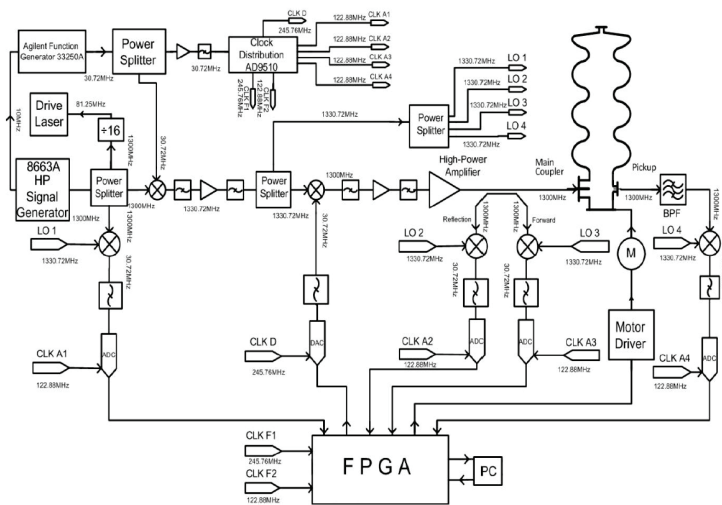 CLK D
245.76MHz
122.88MHz
CLK A1
Agilent Function
Generator 33250A
30.72MHz
Power
Splitter
30.72MHz
Clock
Distribution
AD9510
122.88MHz
CLK A2
122.88MHz
CLK A3
122.88MHz
CLK A4
CLK F1
245.76MHz
CLK F2
122.88MHz
10MHz
Drive
Laser
81.25MHz
÷16
1300MHz
30.72MHz
1330.72MHz
Power
Splitter
1330.72MHz
LO 1
1330.72MHz
LO 2
1330.72MHz
LO 3
1330.72MHz
LO 4
8663A
HP
Signal
Generator
1300MHz
Power
Splitter
1300MHz
1330.72MHz
Power
Splitter
1330.72MHz
1300MHz
High-Power
Amplifier
Main
Coupler
1300MHz
Pickup
1300MHz
BPF
LO 1
1330.72MHz
1300MHz
30.72MHz
30.72MHz
Reflection
1300MHz
1300MHz
Forward
LO 2
1330.72MHz
LO 3
1330.72MHz
30.72MHz
30.72MHz
M
LO 4
1330.72MHz
30.72MHz
CLK A1
122.88MHz
ADC
CLK D
245.76MHz
DAC
CLK A2
122.88MHz
ADC
ADC
CLK A3
122.88MHz
Motor
Driver
CLK A4
122.88MHz
ADC
CLK F1
245.76MHz
CLK F2
122.88MHz
FPGA
PC